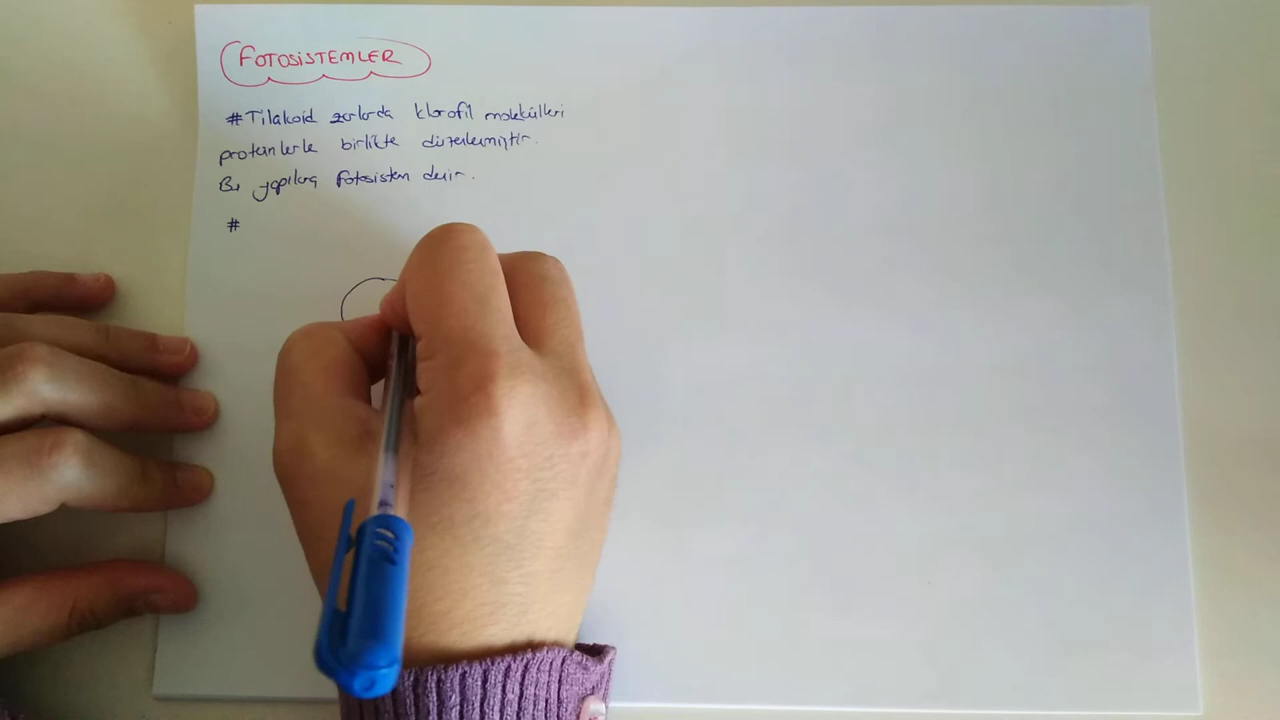 FOTOSİSTEMLER
# Tilakoid zarlarda klorofil molekülleri
proteinlerle birlikte düzenlenmiştir.
Bu yapılara fotosistem denir.
#